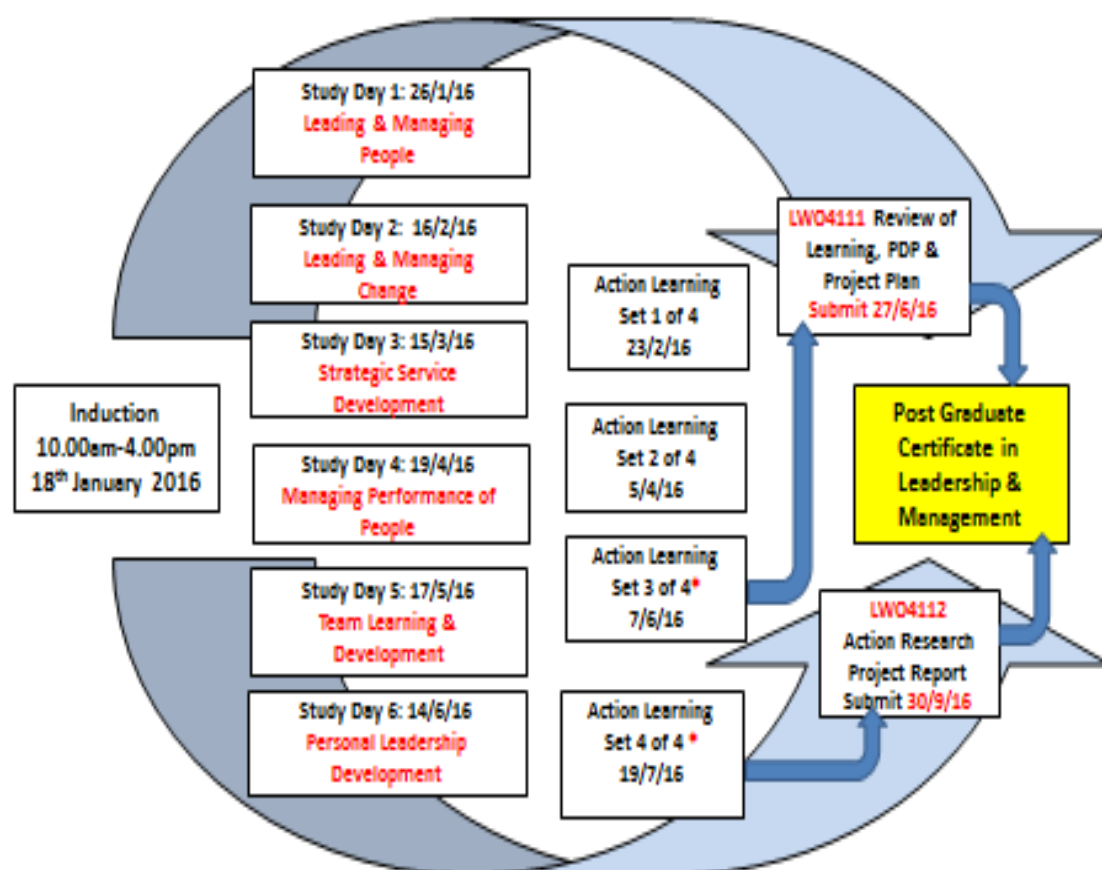 Induction
10.00am-4.00pm
18th January 2016
Study Day 1: 26/1/16
Leading & Managing
People
Study Day 2: 16/2/16
Leading & Managing
Change
Study Day 3: 15/3/16
Strategic Service
Development
Study Day 4: 19/4/16
Managing Performance of
People
Study Day 5: 17/5/16
Team Learning &
Development
Study Day 6: 14/6/16
Personal Leadership
Development
Action Learning
Set 1 of 4
23/2/16
Action Learning
Set 2 of 4
5/4/16
Action Learning
Set 3 of 4*
7/6/16
Action Learning
Set 4 of 4 *
19/7/16
LWO4111 Review of
Learning, PDP &
Project Plan
Submit 27/6/16
Post Graduate
Certificate in
Leadership &
Management
LWO4112
Action Research
Project Report
Submit 30/9/16